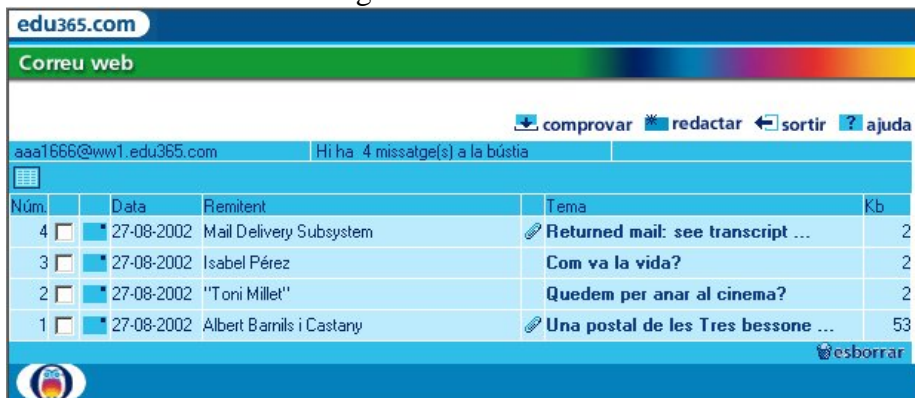 edu365.com
Correu web
comprovar redactar sortir ? ajuda
aaa1666@ww1.edu365.com Hi ha 4 missatge(s) a la bústia
Núm. Data Remitent Tema Kb
4 27-08-2002 Mail Delivery Subsystem Returned mail: see transcript ... 2
3 27-08-2002 Isabel Pérez Com va la vida? 2
2 27-08-2002 "Toni Millet" Quedem per anar al cinema? 2
1 27-08-2002 Albert Barnils i Castany Una postal de les Tres bessone ... 53
esborrar